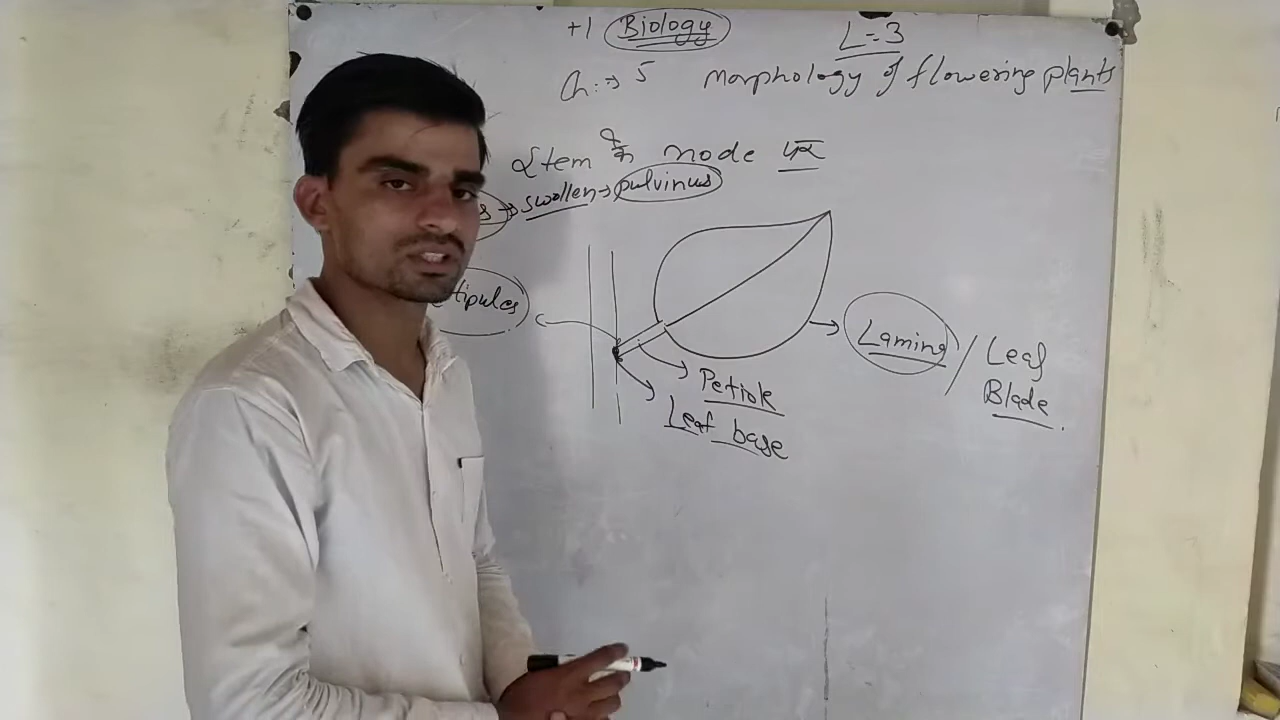 +1 Biology L=3
Ch:→ 5 Morphology of flowering plants
Stem के node पर
s → swollen → pulvinus
tipules
Lamina / Leaf
Blade
Petiole
Leaf base